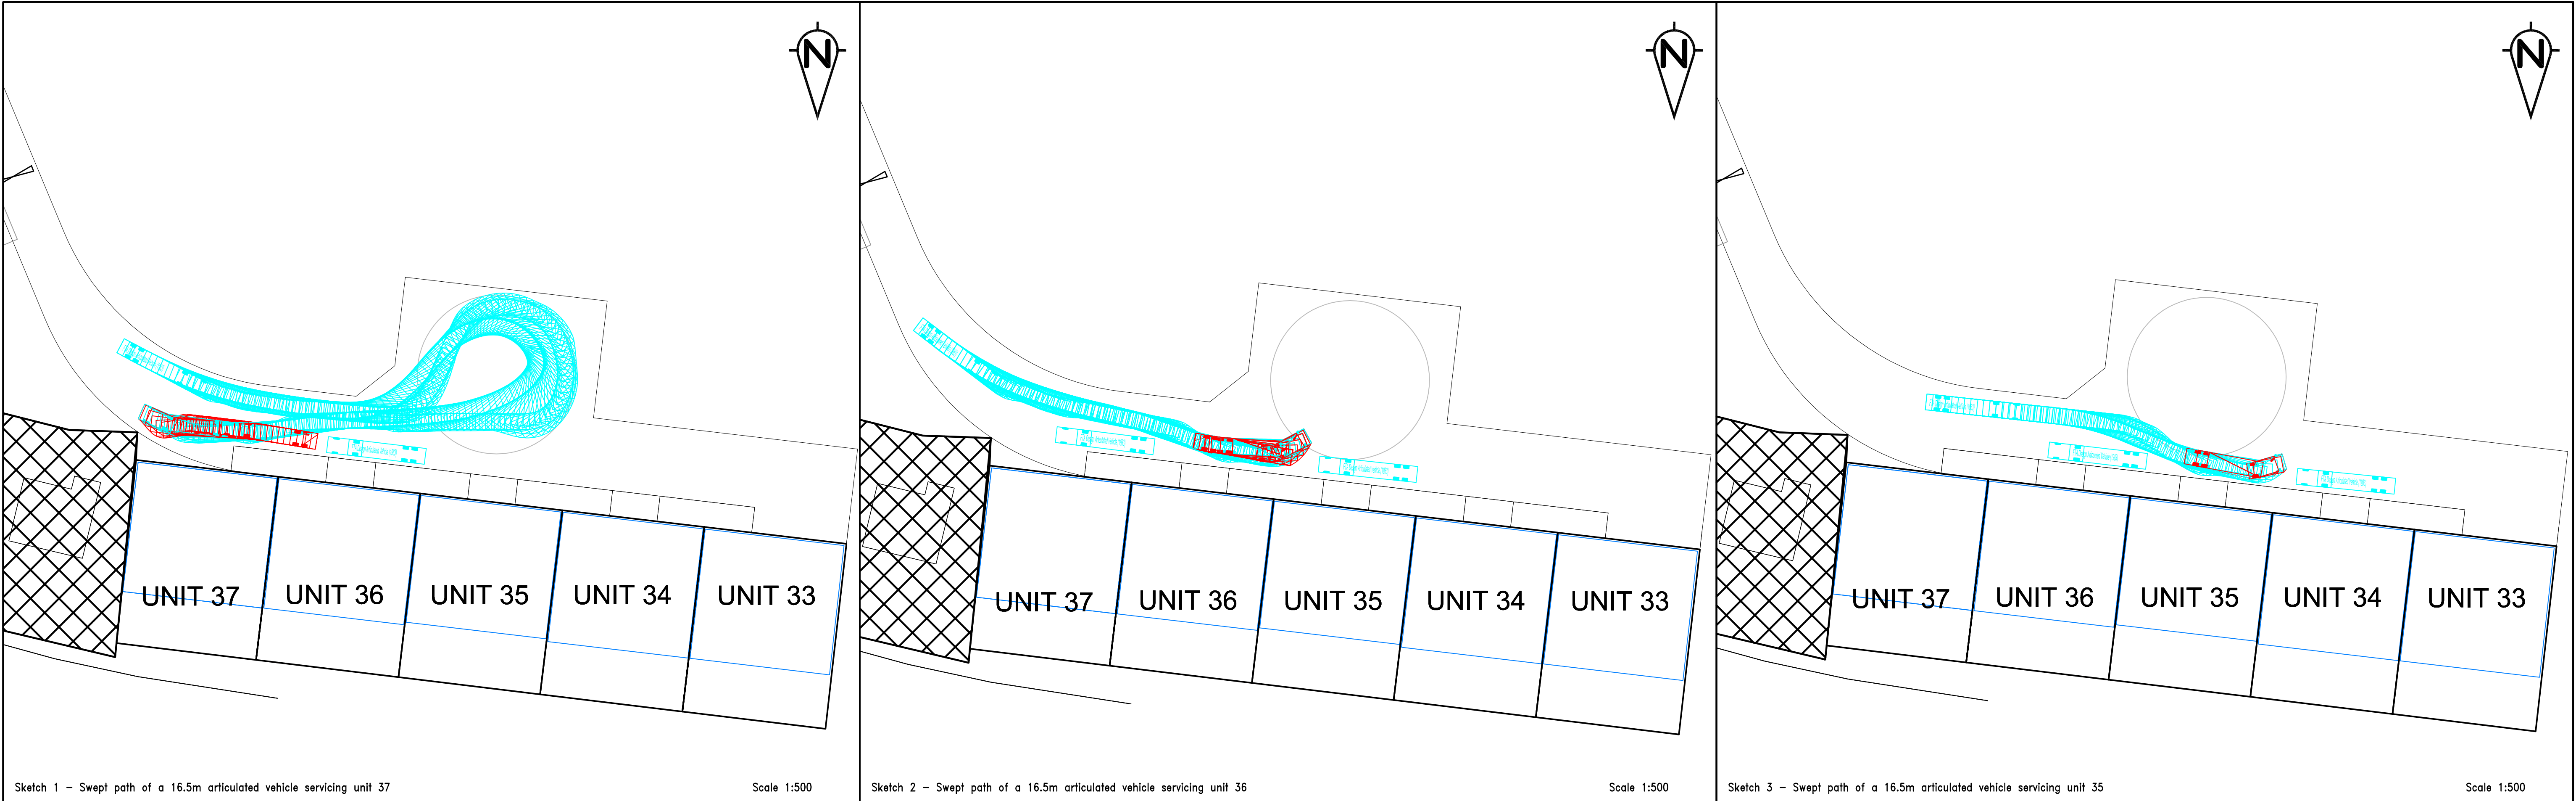 N
UNIT 37
UNIT 36
UNIT 35
UNIT 34
UNIT 33
Sketch 1 - Swept path of a 16.5m articulated vehicle servicing unit 37
Scale 1:500
N
UNIT 37
UNIT 36
UNIT 35
UNIT 34
UNIT 33
Sketch 2 - Swept path of a 16.5m articulated vehicle servicing unit 36
Scale 1:500
N
UNIT 37
UNIT 36
UNIT 35
UNIT 34
UNIT 33
Sketch 3 - Swept path of a 16.5m articulated vehicle servicing unit 35
Scale 1:500